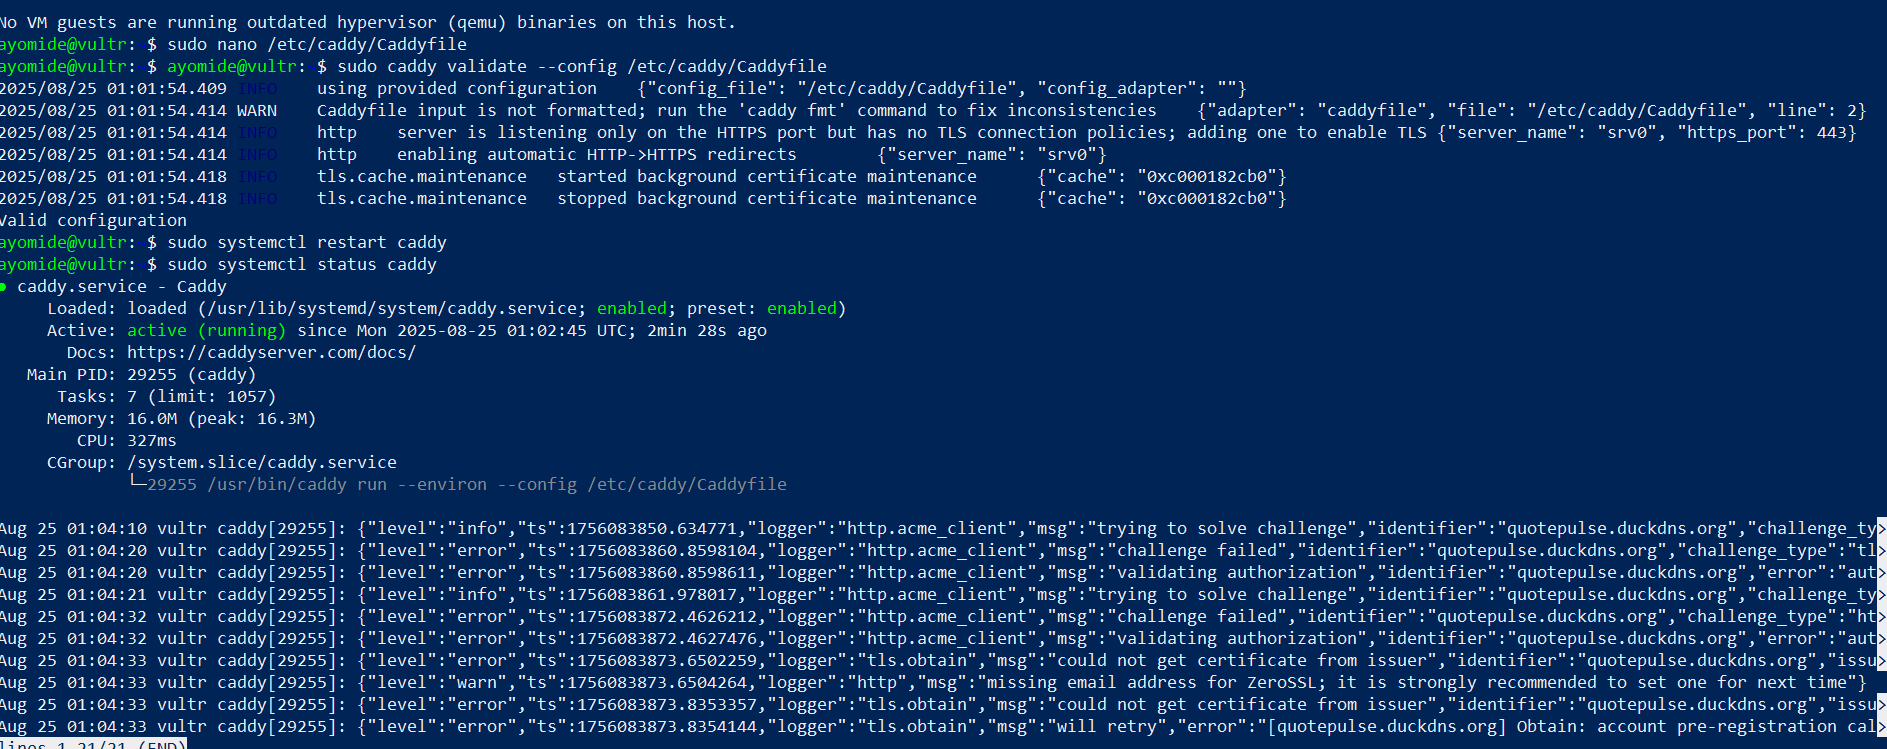 No VM guests are running outdated hypervisor (qemu) binaries on this host.
ayomide@vultr:~$ sudo nano /etc/caddy/Caddyfile
ayomide@vultr:~$ ayomide@vultr:~$ sudo caddy validate --config /etc/caddy/Caddyfile
2025/08/25 01:01:54.409 INFO    using provided configuration    {"config_file": "/etc/caddy/Caddyfile", "config_adapter": ""}
2025/08/25 01:01:54.414 WARN    Caddyfile input is not formatted; run the 'caddy fmt' command to fix inconsistencies    {"adapter": "caddyfile", "file": "/etc/caddy/Caddyfile", "line": 2}
2025/08/25 01:01:54.414 INFO    http    server is listening only on the HTTPS port but has no TLS connection policies; adding one to enable TLS {"server_name": "srv0", "https_port": 443}
2025/08/25 01:01:54.414 INFO    http    enabling automatic HTTP->HTTPS redirects        {"server_name": "srv0"}
2025/08/25 01:01:54.418 INFO    tls.cache.maintenance   started background certificate maintenance      {"cache": "0xc000182cb0"}
2025/08/25 01:01:54.418 INFO    tls.cache.maintenance   stopped background certificate maintenance      {"cache": "0xc000182cb0"}
Valid configuration
ayomide@vultr:~$ sudo systemctl restart caddy
ayomide@vultr:~$ sudo systemctl status caddy
● caddy.service - Caddy
     Loaded: loaded (/usr/lib/systemd/system/caddy.service; enabled; preset: enabled)
     Active: active (running) since Mon 2025-08-25 01:02:45 UTC; 2min 28s ago
       Docs: https://caddyserver.com/docs/
   Main PID: 29255 (caddy)
      Tasks: 7 (limit: 1057)
     Memory: 16.0M (peak: 16.3M)
        CPU: 327ms
     CGroup: /system.slice/caddy.service
             └─29255 /usr/bin/caddy run --environ --config /etc/caddy/Caddyfile
Aug 25 01:04:10 vultr caddy[29255]: {"level":"info","ts":1756083850.634771,"logger":"http.acme_client","msg":"trying to solve challenge","identifier":"quotepulse.duckdns.org","challenge_ty>
Aug 25 01:04:20 vultr caddy[29255]: {"level":"error","ts":1756083860.8598104,"logger":"http.acme_client","msg":"challenge failed","identifier":"quotepulse.duckdns.org","challenge_type":"tl>
Aug 25 01:04:20 vultr caddy[29255]: {"level":"error","ts":1756083860.8598611,"logger":"http.acme_client","msg":"validating authorization","identifier":"quotepulse.duckdns.org","error":"aut>
Aug 25 01:04:21 vultr caddy[29255]: {"level":"info","ts":1756083861.978017,"logger":"http.acme_client","msg":"trying to solve challenge","identifier":"quotepulse.duckdns.org","challenge_ty>
Aug 25 01:04:32 vultr caddy[29255]: {"level":"error","ts":1756083872.4626212,"logger":"http.acme_client","msg":"challenge failed","identifier":"quotepulse.duckdns.org","challenge_type":"ht>
Aug 25 01:04:32 vultr caddy[29255]: {"level":"error","ts":1756083872.4627476,"logger":"http.acme_client","msg":"validating authorization","identifier":"quotepulse.duckdns.org","error":"aut>
Aug 25 01:04:33 vultr caddy[29255]: {"level":"error","ts":1756083873.6502259,"logger":"tls.obtain","msg":"could not get certificate from issuer","identifier":"quotepulse.duckdns.org","issu>
Aug 25 01:04:33 vultr caddy[29255]: {"level":"warn","ts":1756083873.6504264,"logger":"http","msg":"missing email address for ZeroSSL; it is strongly recommended to set one for next time"}
Aug 25 01:04:33 vultr caddy[29255]: {"level":"error","ts":1756083873.8353357,"logger":"tls.obtain","msg":"could not get certificate from issuer","identifier":"quotepulse.duckdns.org","issu>
Aug 25 01:04:33 vultr caddy[29255]: {"level":"error","ts":1756083873.8354144,"logger":"tls.obtain","msg":"will retry","error":"[quotepulse.duckdns.org] Obtain: account pre-registration cal>
lines 1-21/21 (END)